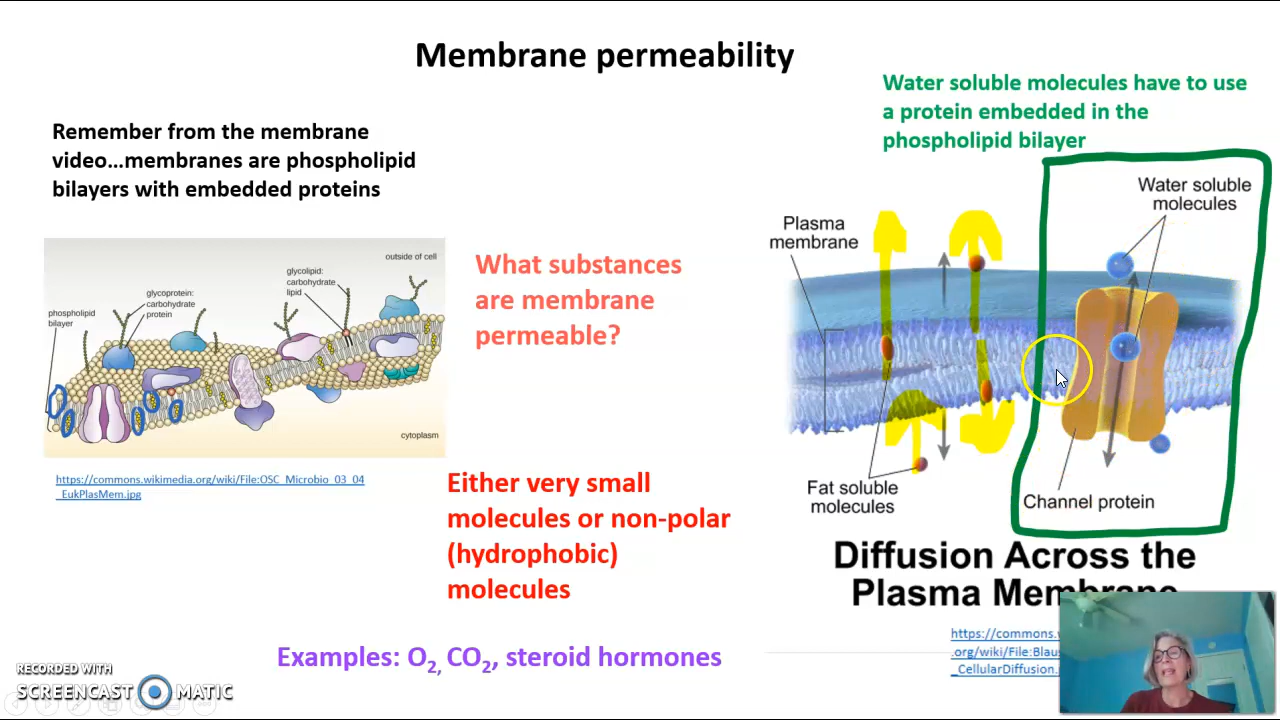 Membrane permeability
Water soluble molecules have to use
a protein embedded in the
phospholipid bilayer
Remember from the membrane
video...membranes are phospholipid
bilayers with embedded proteins
outside of cell
glycolipid:
carbohydrate
lipid
glycoprotein:
carbohydrate
protein
phospholipid
bilayer
cytoplasm
https://commons.wikimedia.org/wiki/File:OSC_Microbio_03_04
_EukPlasMem.jpg
What substances
are membrane
permeable?
Either very small
molecules or non-polar
(hydrophobic)
molecules
Examples: O2, CO2, steroid hormones
Water soluble
molecules
Plasma
membrane
Fat soluble
molecules
Channel protein
Diffusion Across the
Plasma Membrane
https://commons.
.org/wiki/File:Blau
_CellularDiffusion.
RECORDED WITH
SCREENCAST MATIC